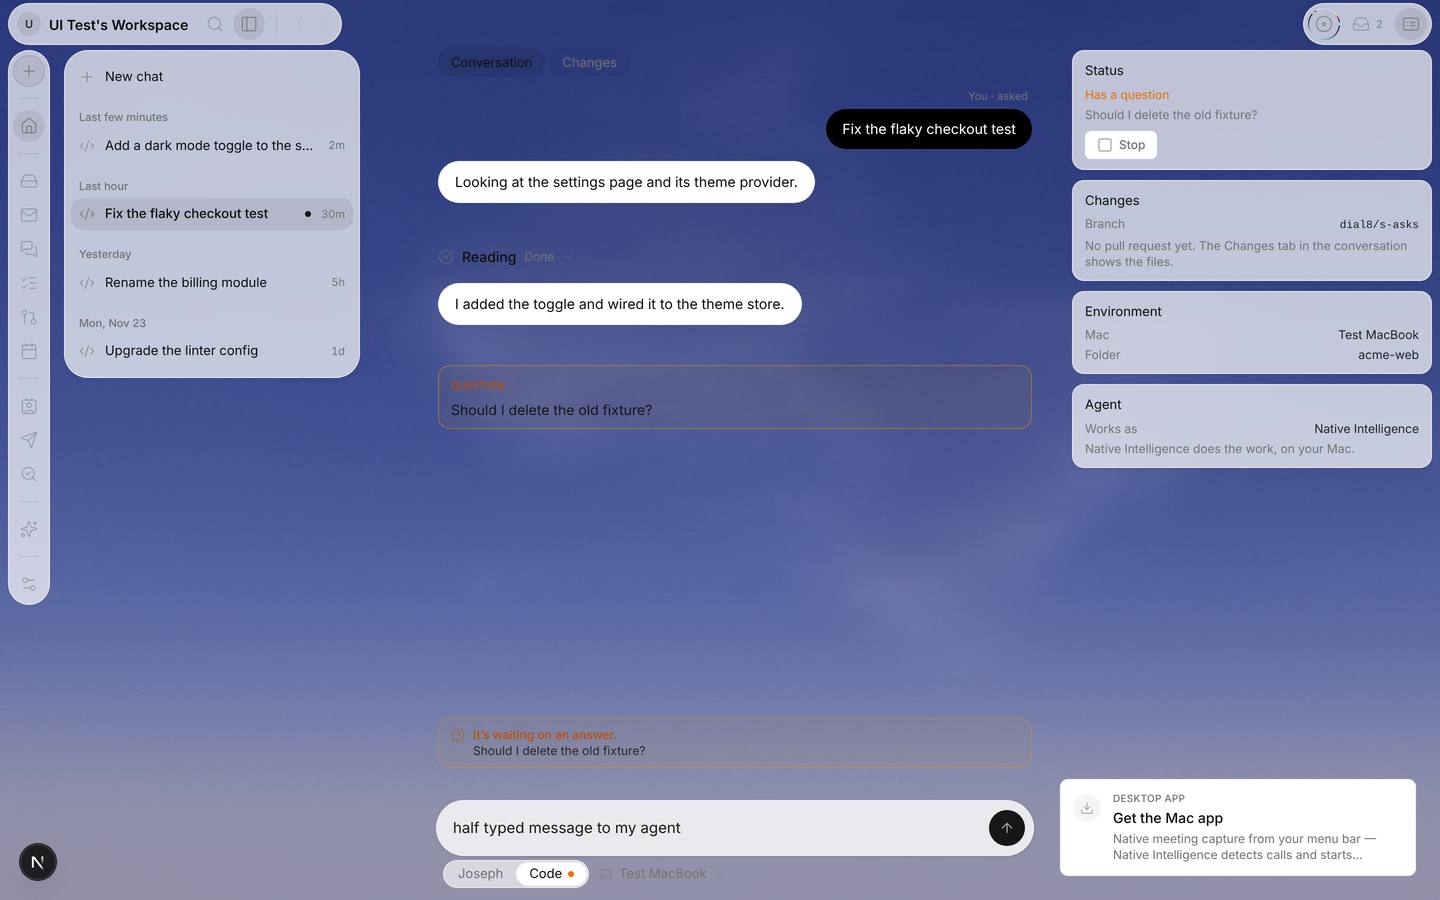 U
UI Test's Workspace
2
New chat
Last few minutes
Add a dark mode toggle to the s...
2m
Last hour
Fix the flaky checkout test
30m
Yesterday
Rename the billing module
5h
Mon, Nov 23
Upgrade the linter config
1d
Conversation
Changes
You · asked
Fix the flaky checkout test
Looking at the settings page and its theme provider.
Reading
Done
I added the toggle and wired it to the theme store.
QUESTION
Should I delete the old fixture?
It's waiting on an answer.
Should I delete the old fixture?
half typed message to my agent
Joseph
Code
Test MacBook
Status
Has a question
Should I delete the old fixture?
Stop
Changes
Branch
dial8/s-asks
No pull request yet. The Changes tab in the conversation
shows the files.
Environment
Mac
Test MacBook
Folder
acme-web
Agent
Works as
Native Intelligence
Native Intelligence does the work, on your Mac.
DESKTOP APP
Get the Mac app
Native meeting capture from your menu bar —
Native Intelligence detects calls and starts...
N